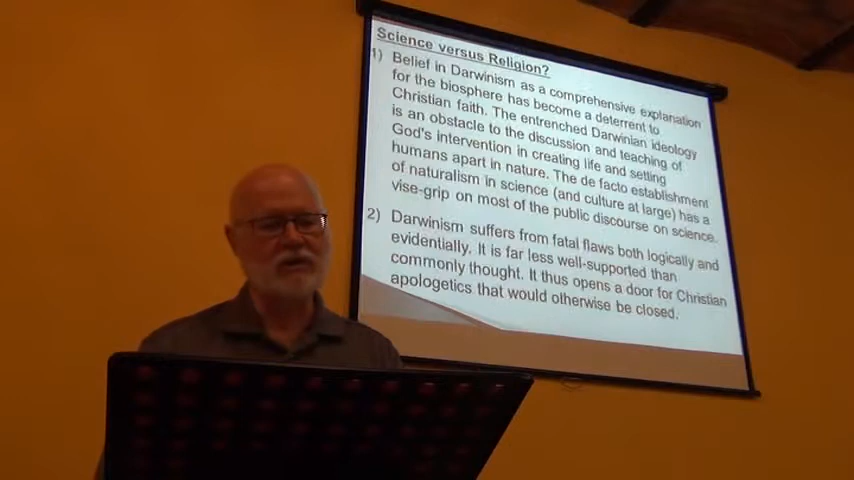 Science versus Religion?
1) Belief in Darwinism as a comprehensive explanation
for the biosphere has become a deterrent to
Christian faith. The entrenched Darwinian ideology
is an obstacle to the discussion and teaching of
God's intervention in creating life and setting
humans apart in nature. The de facto establishment
of naturalism in science (and culture at large) has a
vise-grip on most of the public discourse on science.
2) Darwinism suffers from fatal flaws both logically and
evidentially. It is far less well-supported than
commonly thought. It thus opens a door for Christian
apologetics that would otherwise be closed.